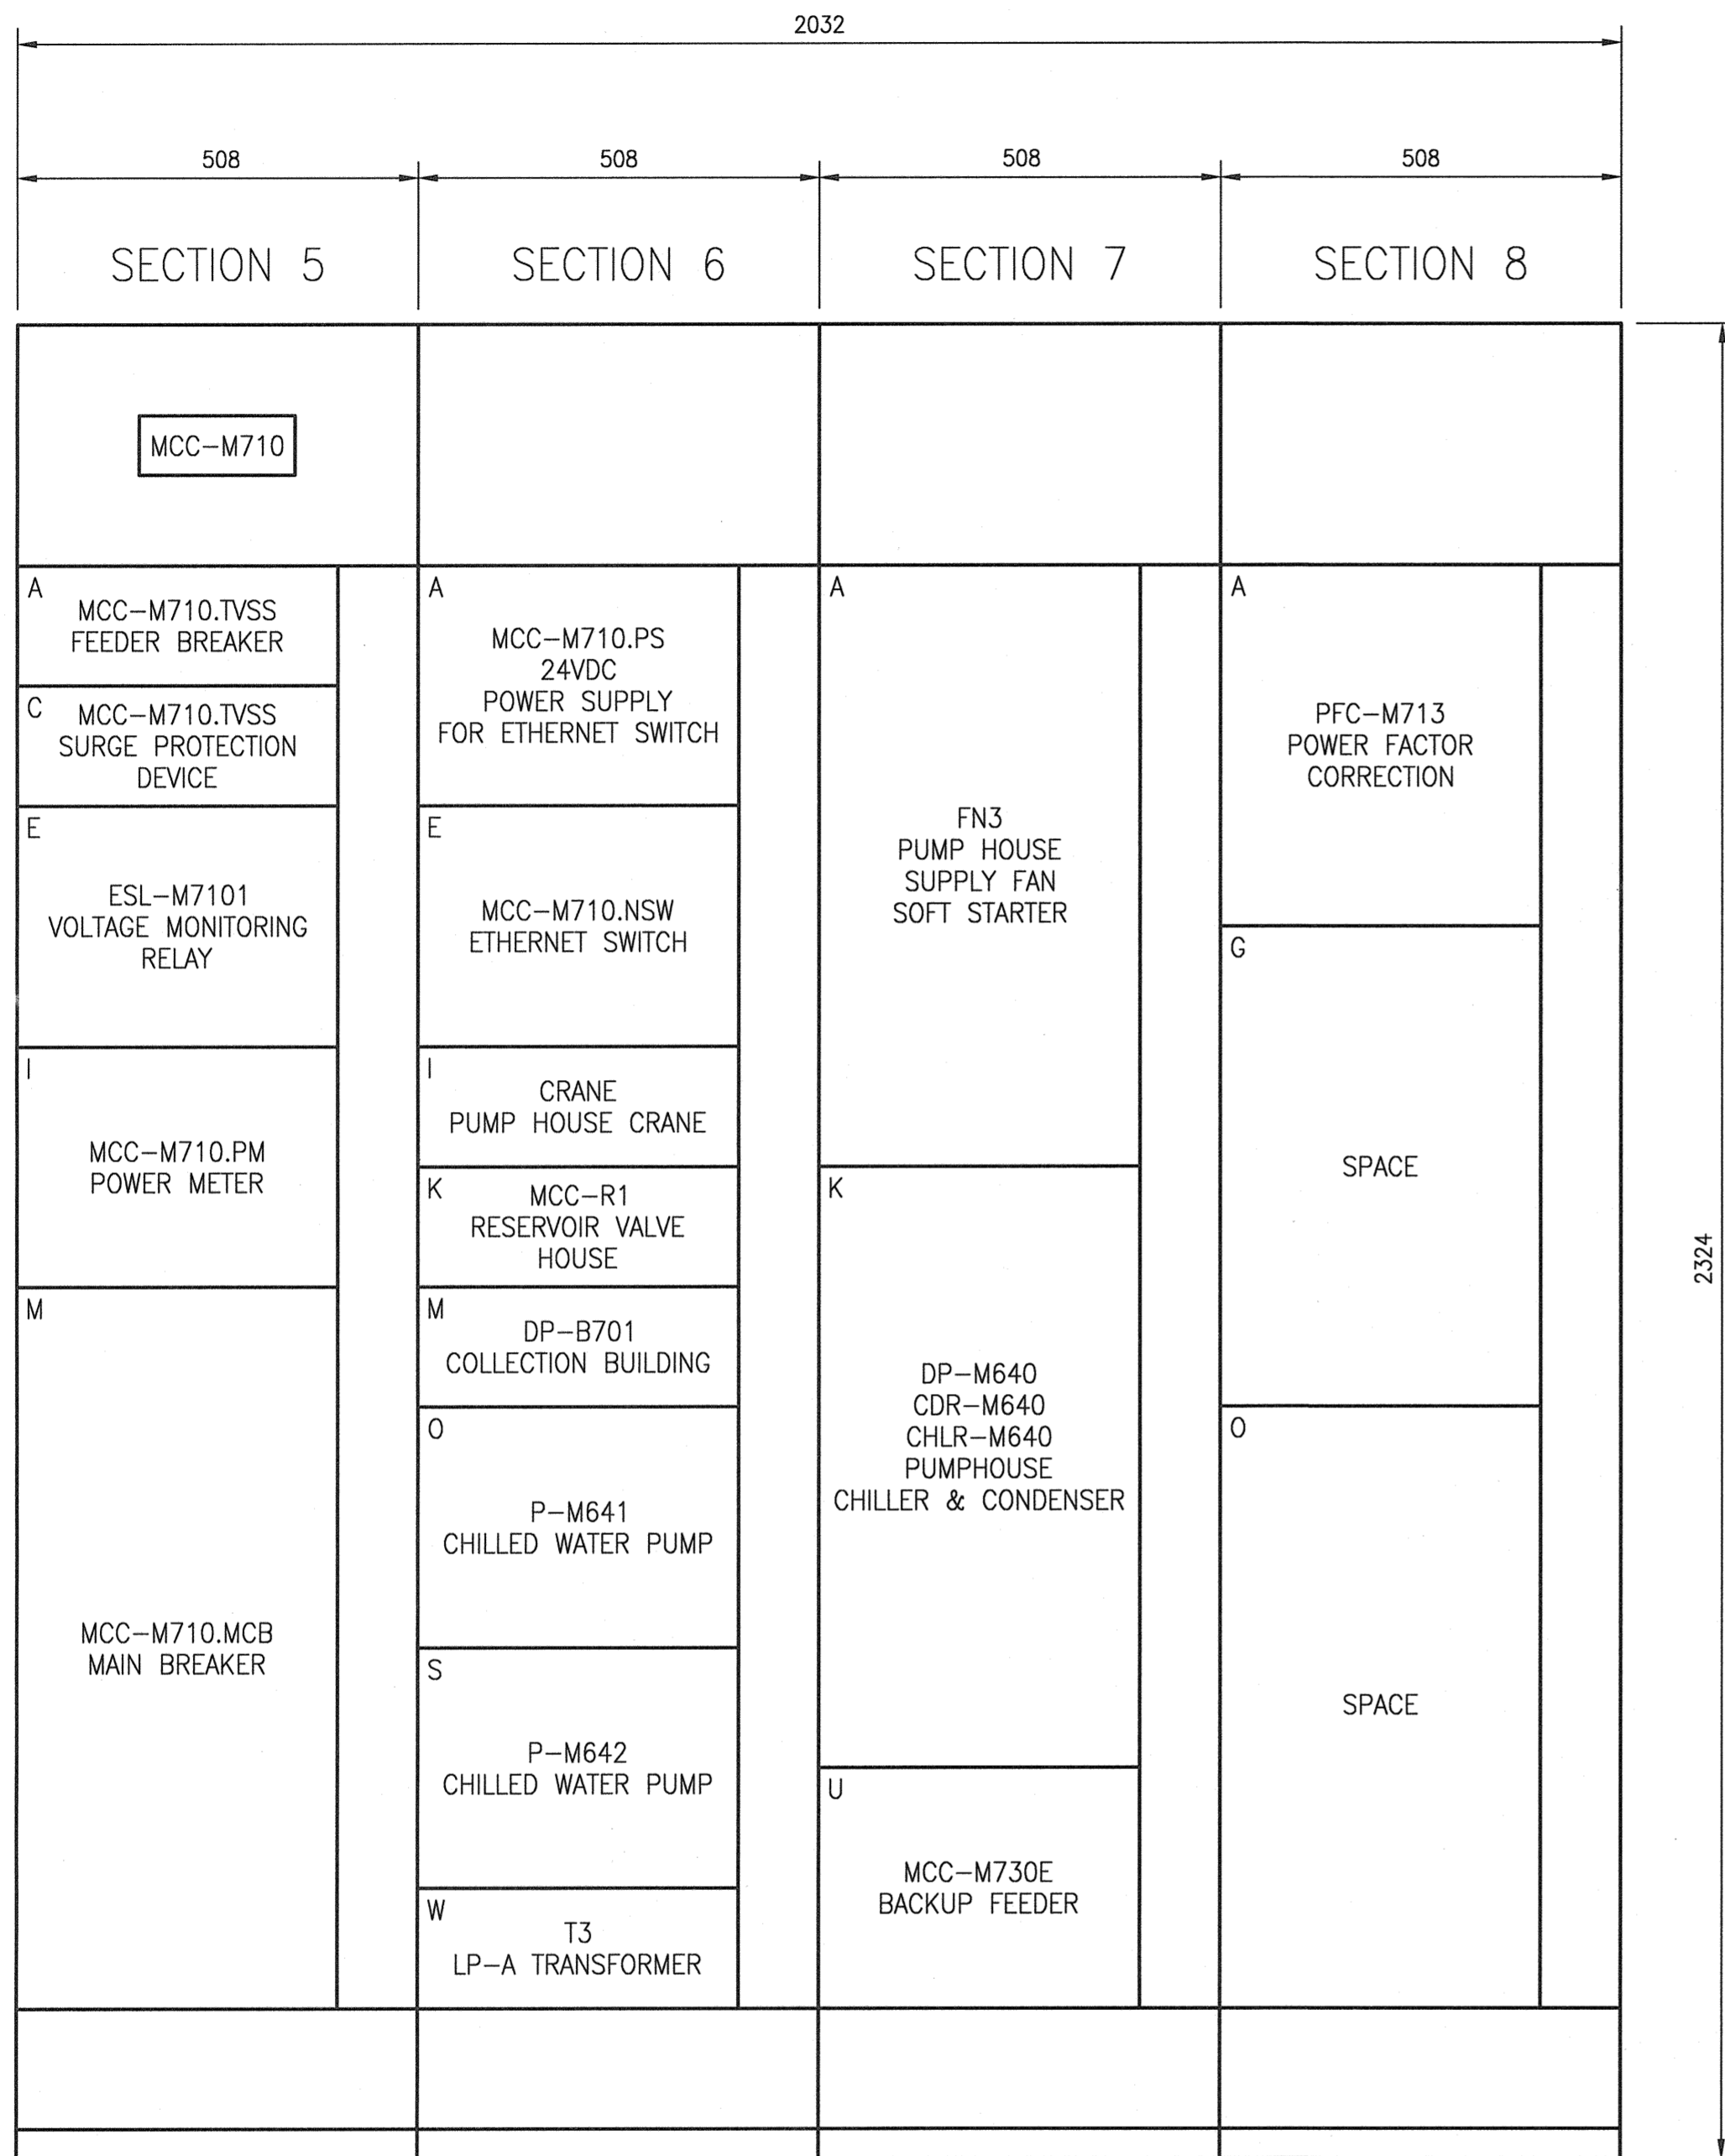 2032
508
508
508
508
SECTION 5
SECTION 6
SECTION 7
SECTION 8
MCC-M710
A
MCC-M710.TVSS
FEEDER BREAKER
C
MCC-M710.TVSS
SURGE PROTECTION
DEVICE
E
ESL-M7101
VOLTAGE MONITORING
RELAY
I
MCC-M710.PM
POWER METER
M
MCC-M710.MCB
MAIN BREAKER
A
MCC-M710.PS
24VDC
POWER SUPPLY
FOR ETHERNET SWITCH
E
MCC-M710.NSW
ETHERNET SWITCH
I
CRANE
PUMP HOUSE CRANE
K
MCC-R1
RESERVOIR VALVE
HOUSE
M
DP-B701
COLLECTION BUILDING
O
P-M641
CHILLED WATER PUMP
S
P-M642
CHILLED WATER PUMP
W
T3
LP-A TRANSFORMER
A
FN3
PUMP HOUSE
SUPPLY FAN
SOFT STARTER
K
DP-M640
CDR-M640
CHLR-M640
PUMPHOUSE
CHILLER & CONDENSER
U
MCC-M730E
BACKUP FEEDER
A
PFC-M713
POWER FACTOR
CORRECTION
G
SPACE
O
SPACE
2324